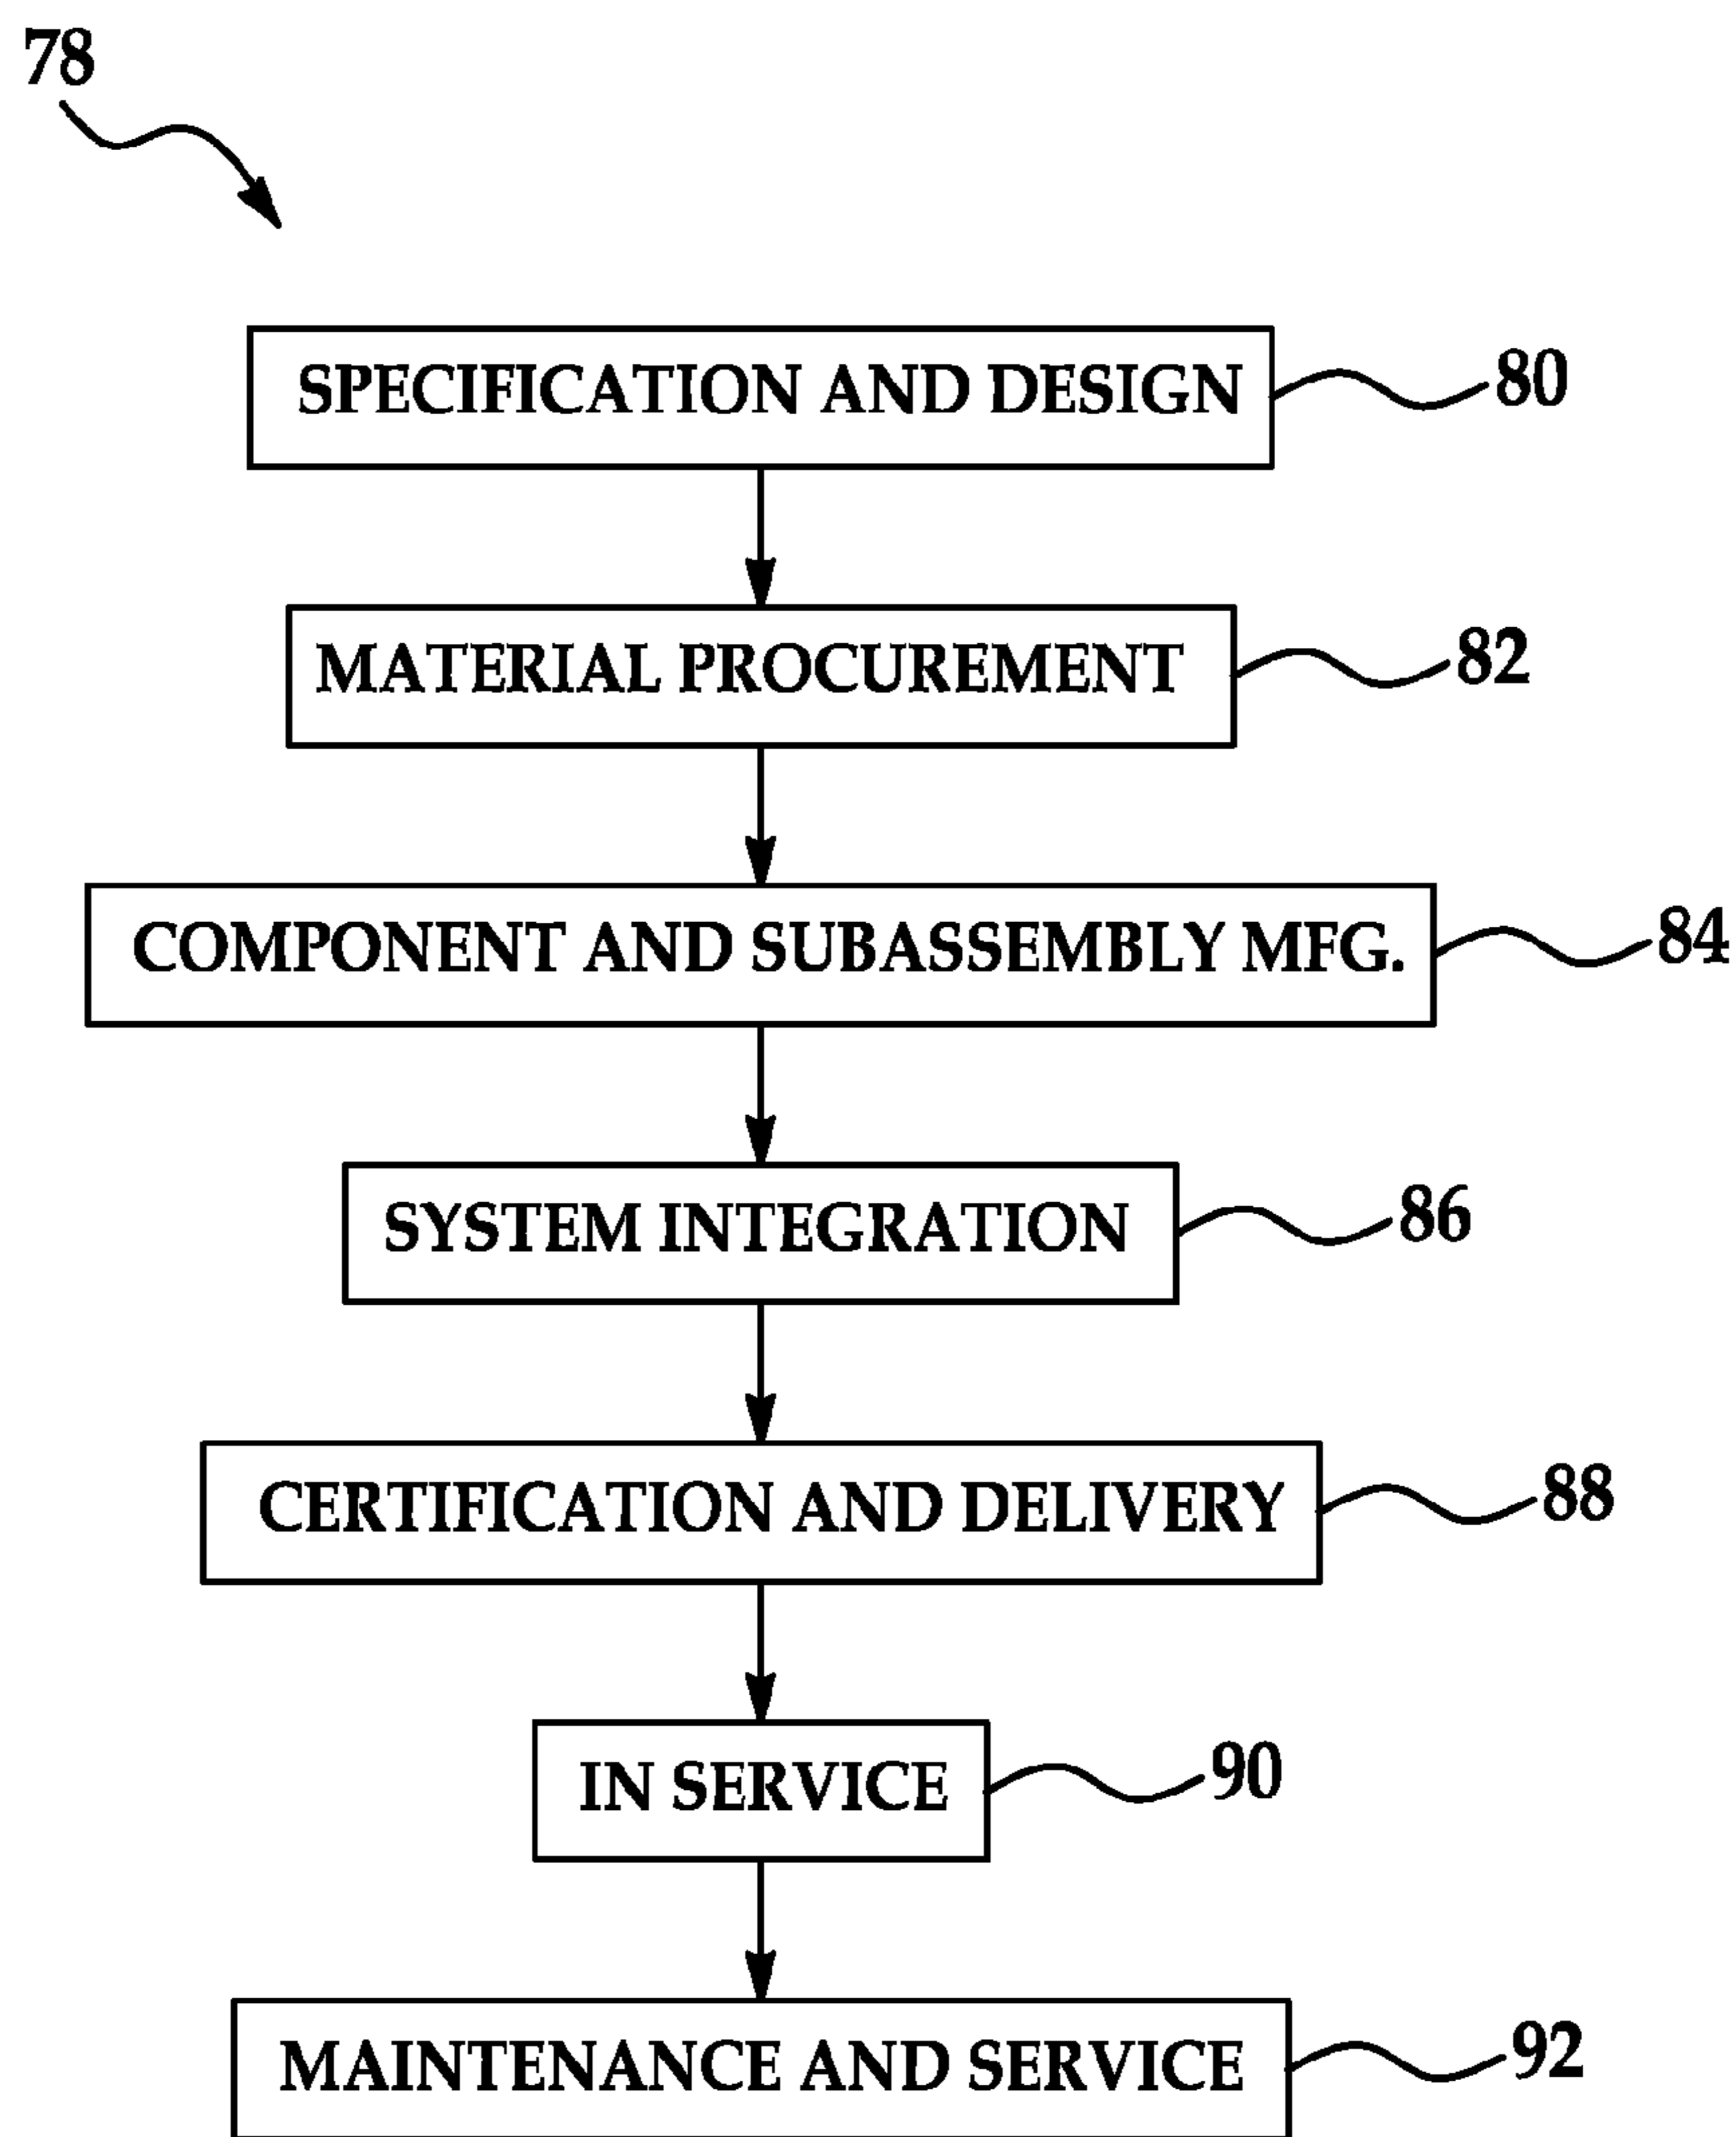 78
SPECIFICATION AND DESIGN 80
MATERIAL PROCUREMENT 82
COMPONENT AND SUBASSEMBLY MFG. 84
SYSTEM INTEGRATION 86
CERTIFICATION AND DELIVERY 88
IN SERVICE 90
MAINTENANCE AND SERVICE 92